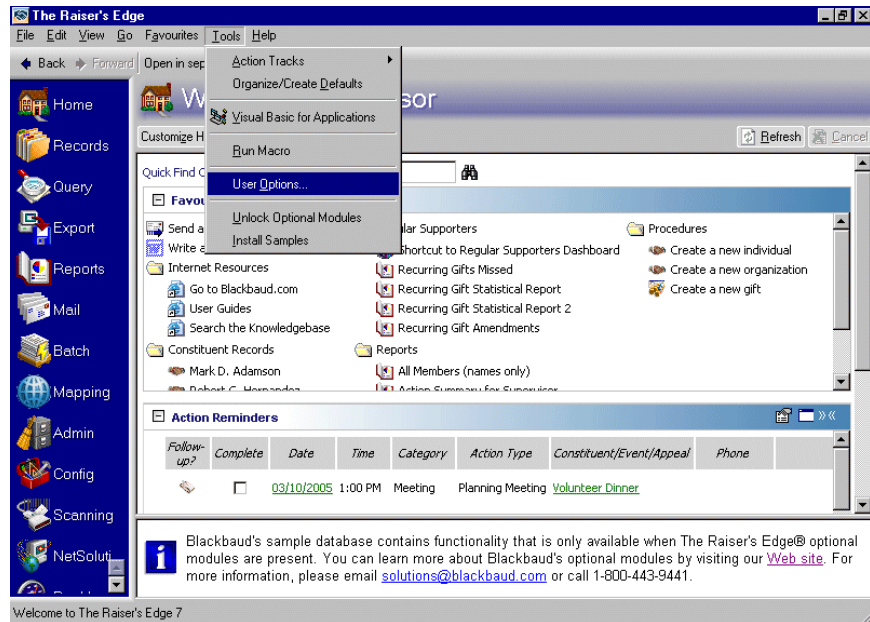 The Raiser's Edge
File Edit View Go Favourites Tools Help
Back Forward Open in sep
Action Tracks
Organize/Create Defaults
Visual Basic for Applications
Run Macro
User Options...
Unlock Optional Modules
Install Samples
Home
Records
Query
Export
Reports
Mail
Batch
Mapping
Admin
Config
Scanning
NetSoluti
W sor
Customize H Refresh Cancel
Quick Find C
Favou
Send a
Write a
Internet Resources
Go to Blackbaud.com
User Guides
Search the Knowledgebase
Constituent Records
Mark D. Adamson
Robert C. Hernandez
ular Supporters
Shortcut to Regular Supporters Dashboard
Recurring Gifts Missed
Recurring Gift Statistical Report
Recurring Gift Statistical Report 2
Recurring Gift Amendments
Reports
All Members (names only)
Action Summary for Supervisor
Procedures
Create a new individual
Create a new organization
Create a new gift
Action Reminders
Follow-up? Complete Date Time Category Action Type Constituent/Event/Appeal Phone
03/10/2005 1:00 PM Meeting Planning Meeting Volunteer Dinner
Blackbaud's sample database contains functionality that is only available when The Raiser's Edge® optional
modules are present. You can learn more about Blackbaud's optional modules by visiting our Web site. For
more information, please email solutions@blackbaud.com or call 1-800-443-9441.
Welcome to The Raiser's Edge 7